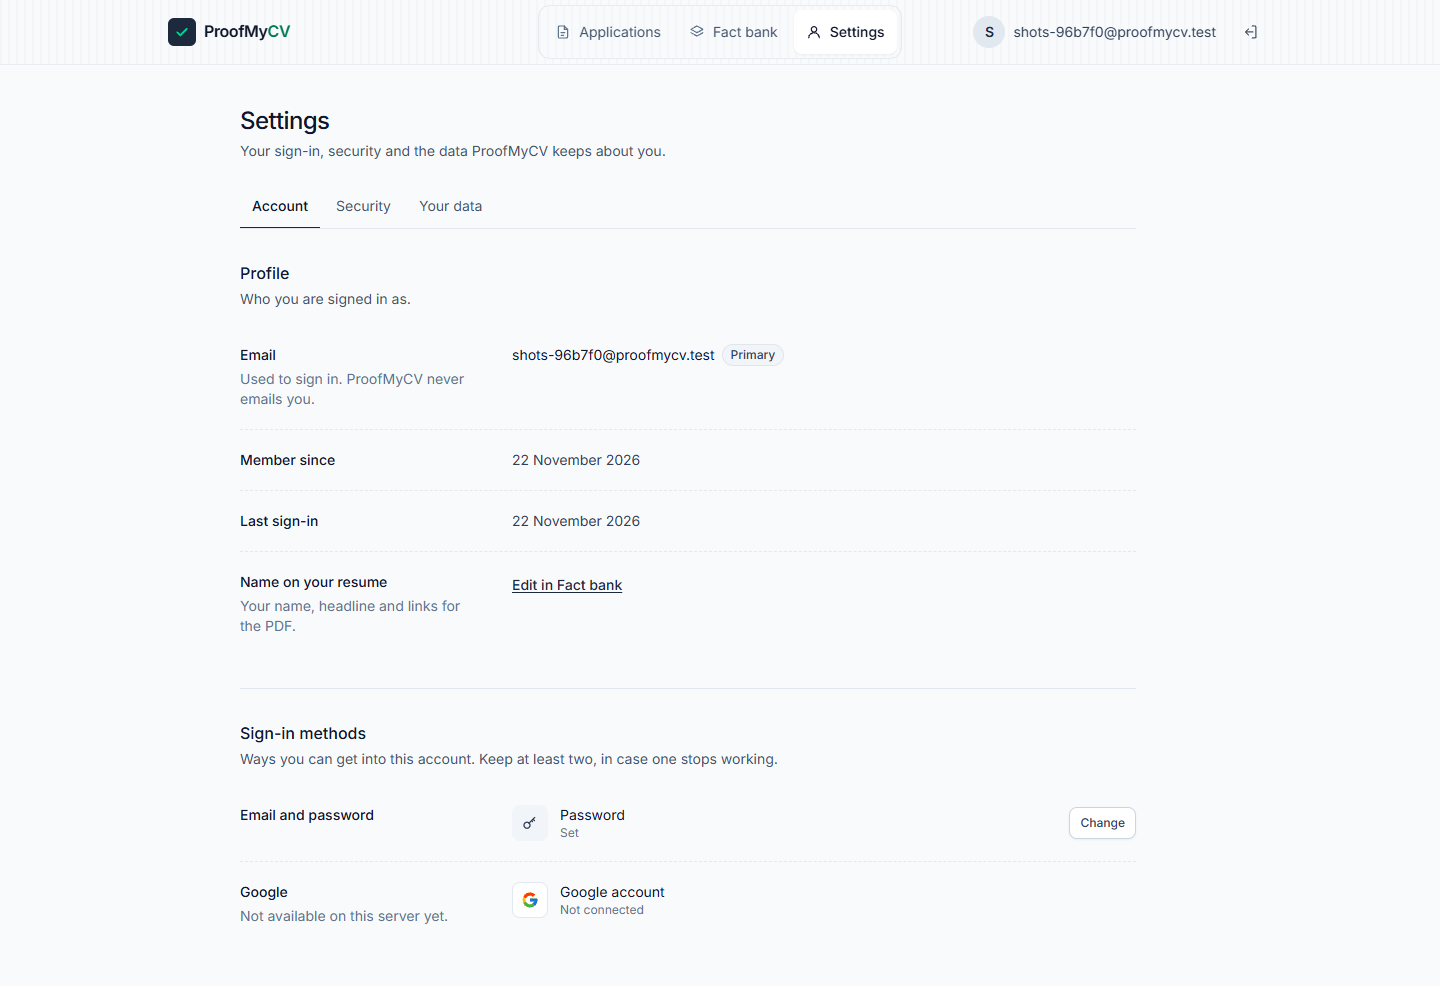 ProofMyCV
Applications
Fact bank
Settings
S
shots-96b7f0@proofmycv.test
Settings
Your sign-in, security and the data ProofMyCV keeps about you.
Account
Security
Your data
Profile
Who you are signed in as.
Email
shots-96b7f0@proofmycv.test
Primary
Used to sign in. ProofMyCV never
emails you.
Member since
22 November 2026
Last sign-in
22 November 2026
Name on your resume
Edit in Fact bank
Your name, headline and links for
the PDF.
Sign-in methods
Ways you can get into this account. Keep at least two, in case one stops working.
Email and password
Password
Set
Change
Google
Not available on this server yet.
Google account
Not connected